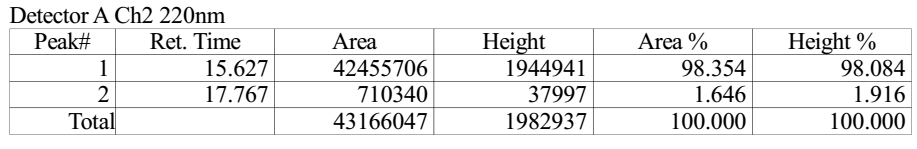 Detector A Ch2 220nm
Peak# Ret. Time Area Height Area % Height %
1 15.627 42455706 1944941 98.354 98.084
2 17.767 710340 37997 1.646 1.916
Total 43166047 1982937 100.000 100.000